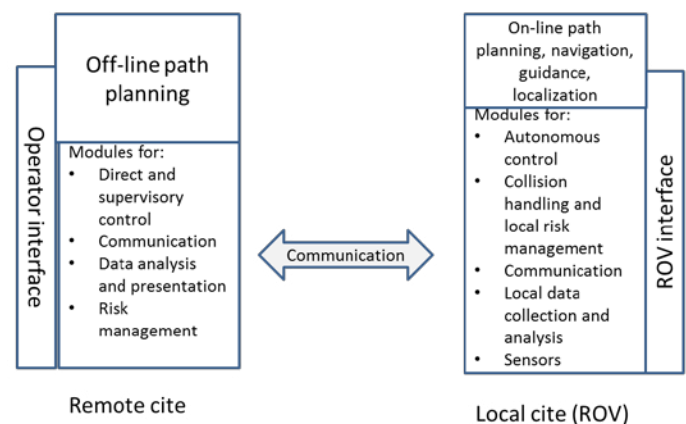 Operator interface
Off-line path
planning
Modules for:
• Direct and
supervisory
control
• Communication
• Data analysis
and presentation
• Risk
management
Remote cite
Communication
On-line path
planning, navigation,
guidance,
localization
Modules for:
• Autonomous
control
• Collision
handling and
local risk
management
• Communication
• Local data
collection and
analysis
• Sensors
ROV interface
Local cite (ROV)